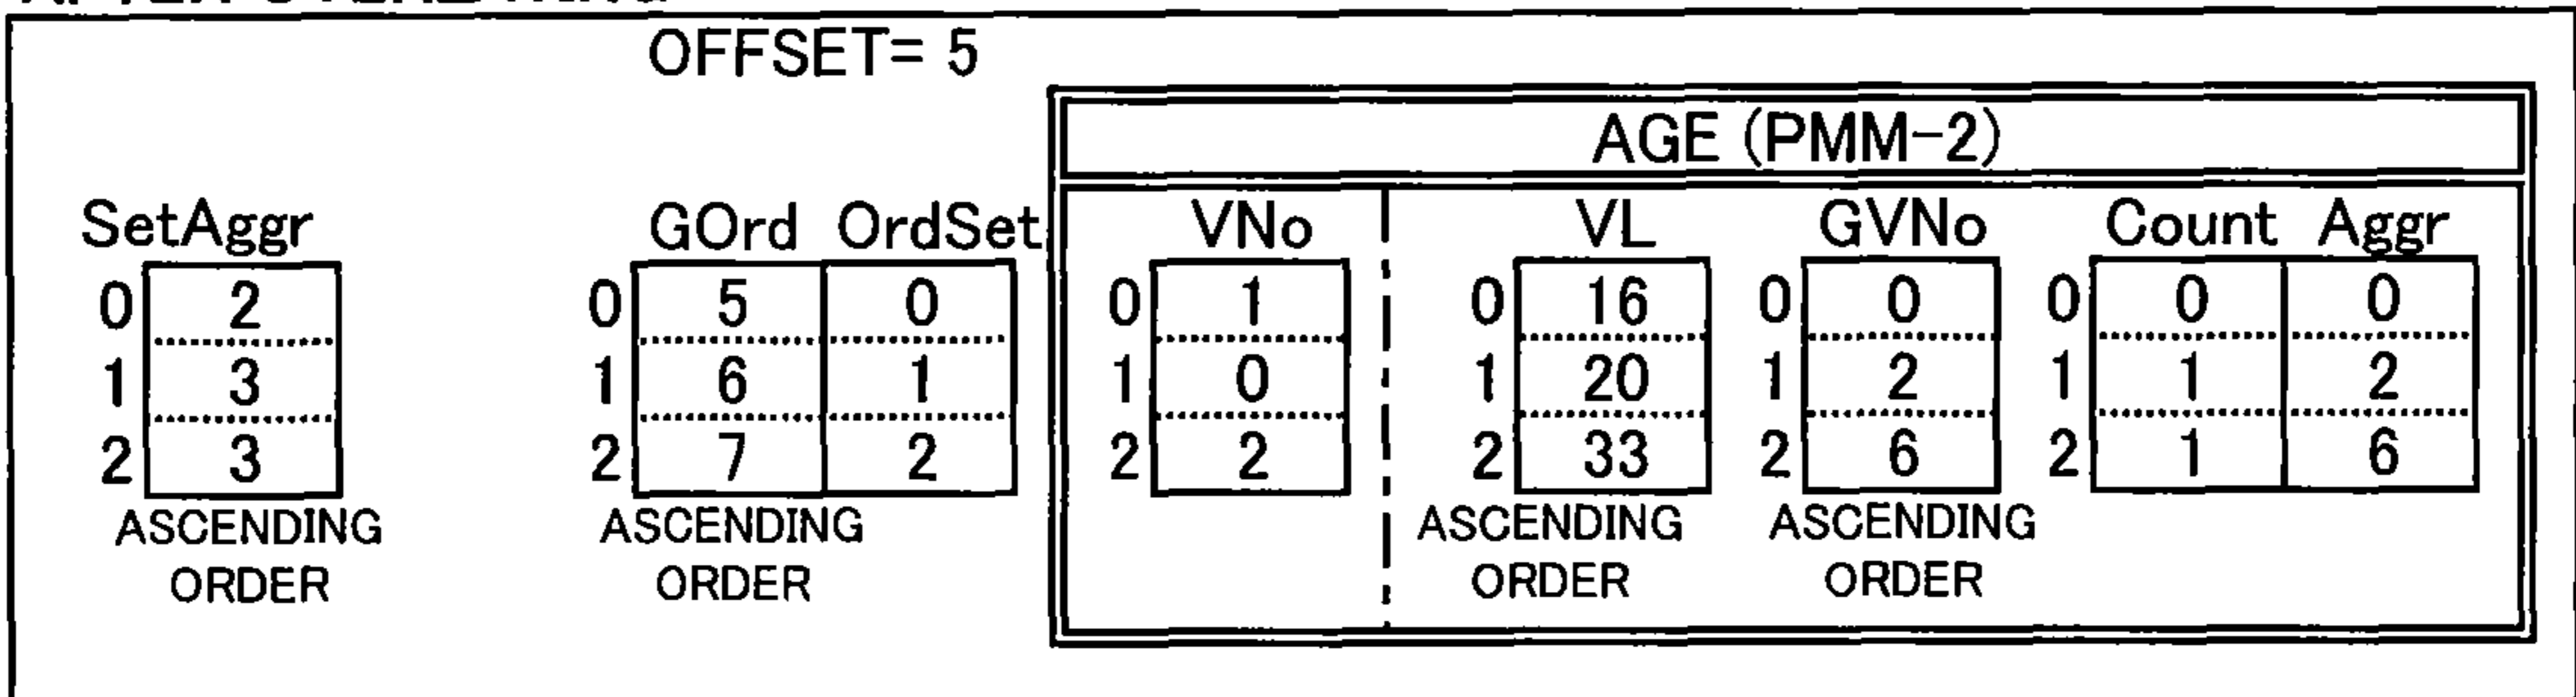 OFFSET= 5
AGE (PMM-2)
SetAggr GOrd OrdSet VNo VL GVNo Count Aggr
0 2 0 5 0 0 1 0 16 0 0 0 0 0
1 3 1 6 1 1 0 1 20 1 2 1 1 2
2 3 2 7 2 2 2 2 33 2 6 2 1 6
ASCENDING ASCENDING ASCENDING ASCENDING
ORDER ORDER ORDER ORDER